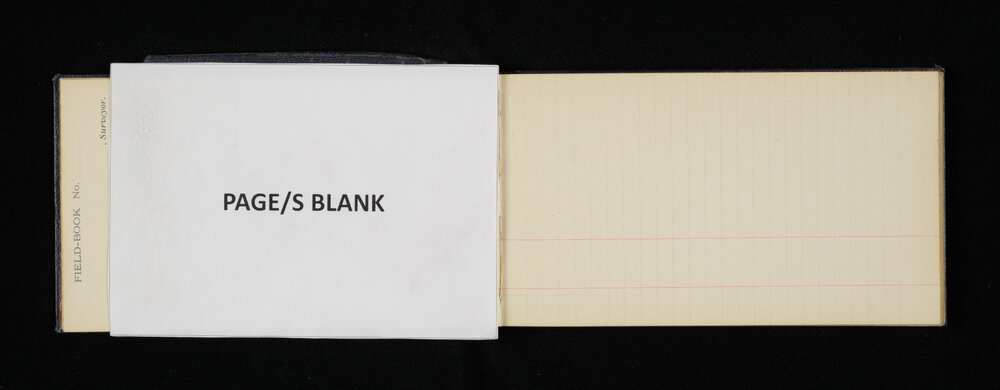 FIELD-BOOK No.
, Surveyor.
PAGE/S BLANK